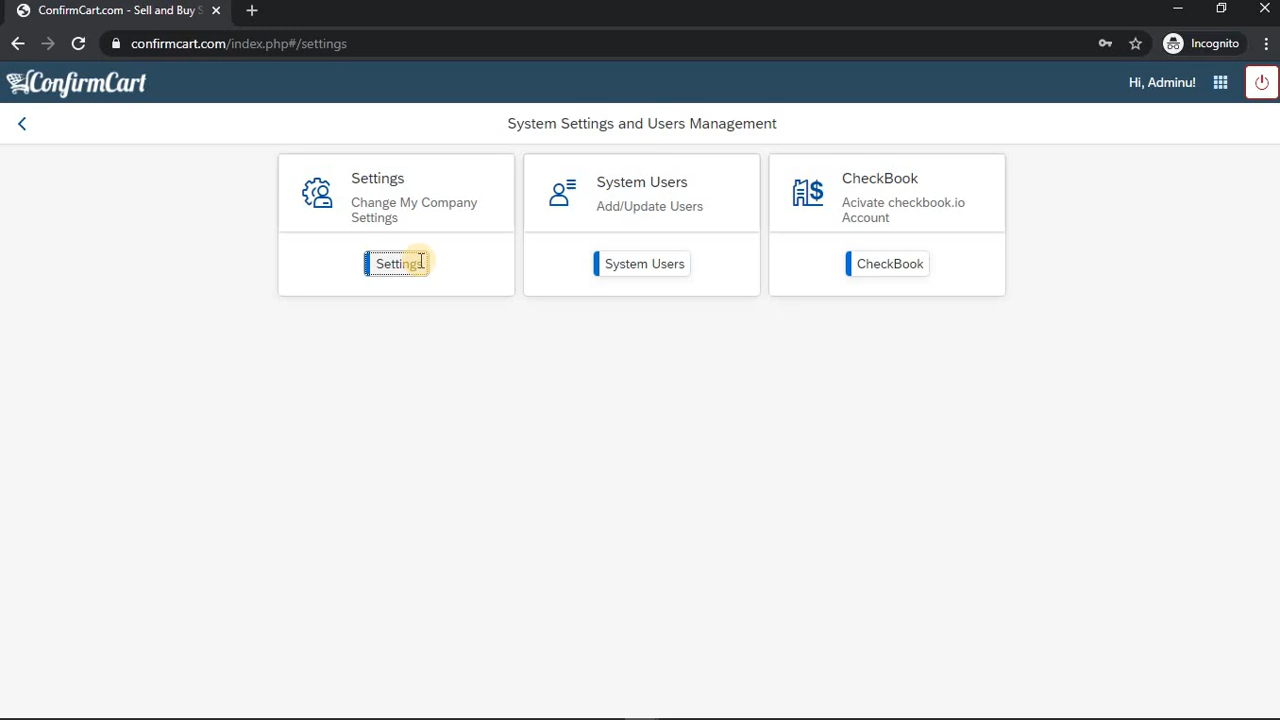 ConfirmCart.com - Sell and Buy S
confirmcart.com/index.php#/settings
Incognito
ConfirmCart
Hi, Adminu!
System Settings and Users Management
Settings
Change My Company
Settings
Settings
System Users
Add/Update Users
System Users
CheckBook
Acivate checkbook.io
Account
CheckBook